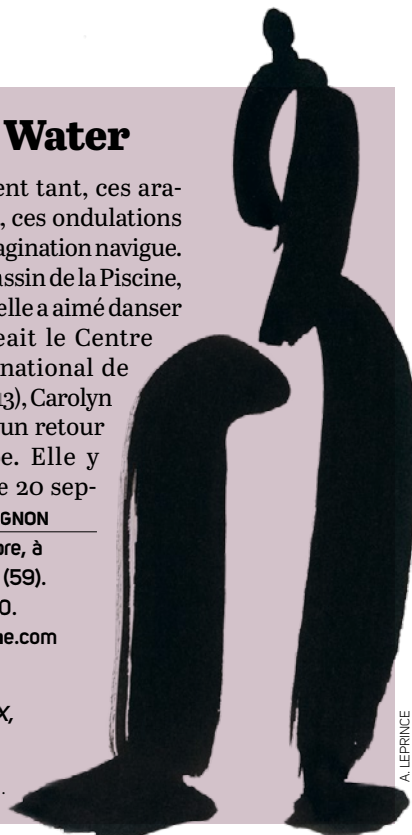 Water
ent tant, ces ara-
, ces ondulations
agination navigue.
assin de la Piscine,
elle a aimé danser
eait le Centre
national de
13), Carolyn
un retour
e. Elle y
e 20 sep-
GNON
bre, à
(59).
0.
ne.com
x,
.
A. LEPRINCE